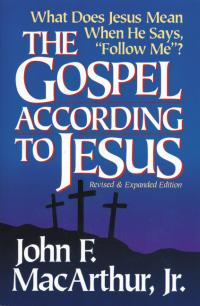 What Does Jesus Mean
When He Says,
"Follow Me"?
THE
GOSPEL
ACCORDING
TO JESUS
Revised & Expanded Edition
John F.
MacArthur, Jr.